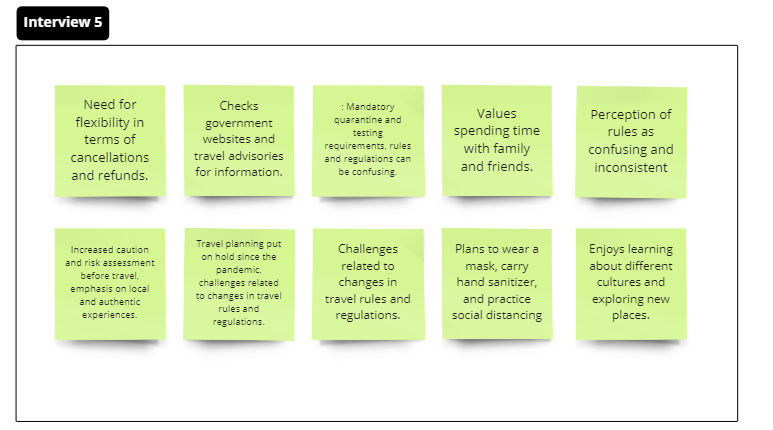 Interview 5
Need for
flexibility in
terms of
cancellations
and refunds.
Checks
government
websites and
travel advisories
for information.
: Mandatory
quarantine and
testing
requirements, rules
and regulations can
be confusing.
Values
spending time
with family
and friends.
Perception of
rules as
confusing and
inconsistent
Increased caution
and risk assessment
before travel,
emphasis on local
and authentic
experiences.
Travel planning put
on hold since the
pandemic,
challenges related
to changes in travel
rules and
regulations.
Challenges
related to
changes in
travel rules and
regulations.
Plans to wear a
mask, carry
hand sanitizer,
and practice
social distancing
Enjoys learning
about different
cultures and
exploring new
places.